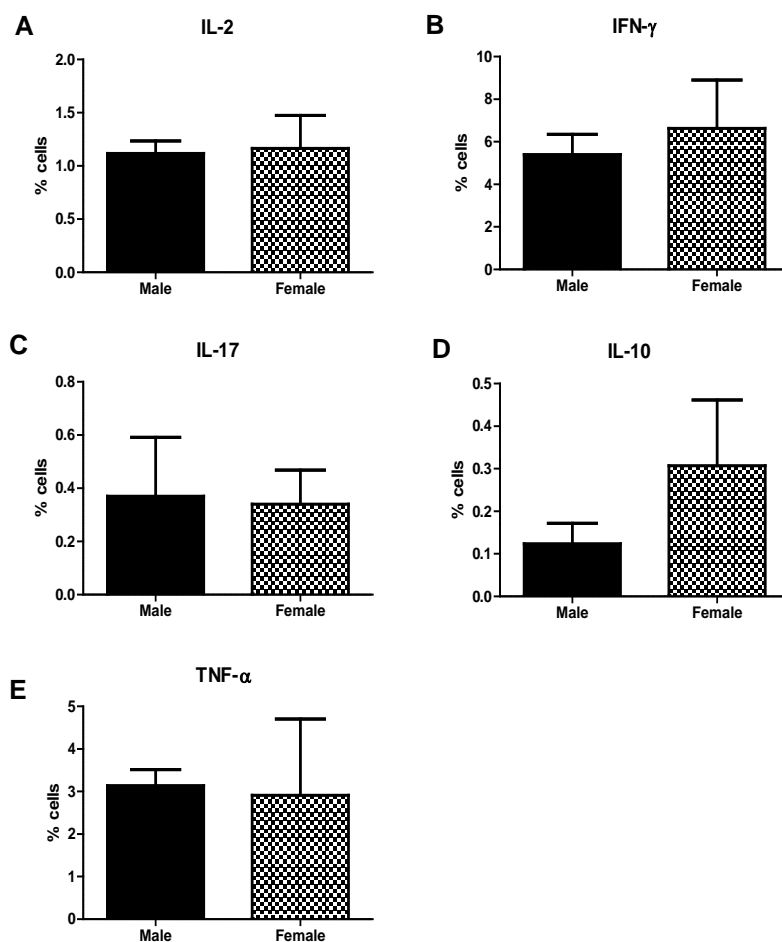 A
IL-2
2.0
1.5
1.0
0.5
0.0
% cells
Male Female
B
IFN-γ
10
8
6
4
2
0
% cells
Male Female
C
IL-17
0.8
0.6
0.4
0.2
0.0
% cells
Male Female
D
IL-10
0.5
0.4
0.3
0.2
0.1
0.0
% cells
Male Female
E
TNF-α
5
4
3
2
1
0
% cells
Male Female